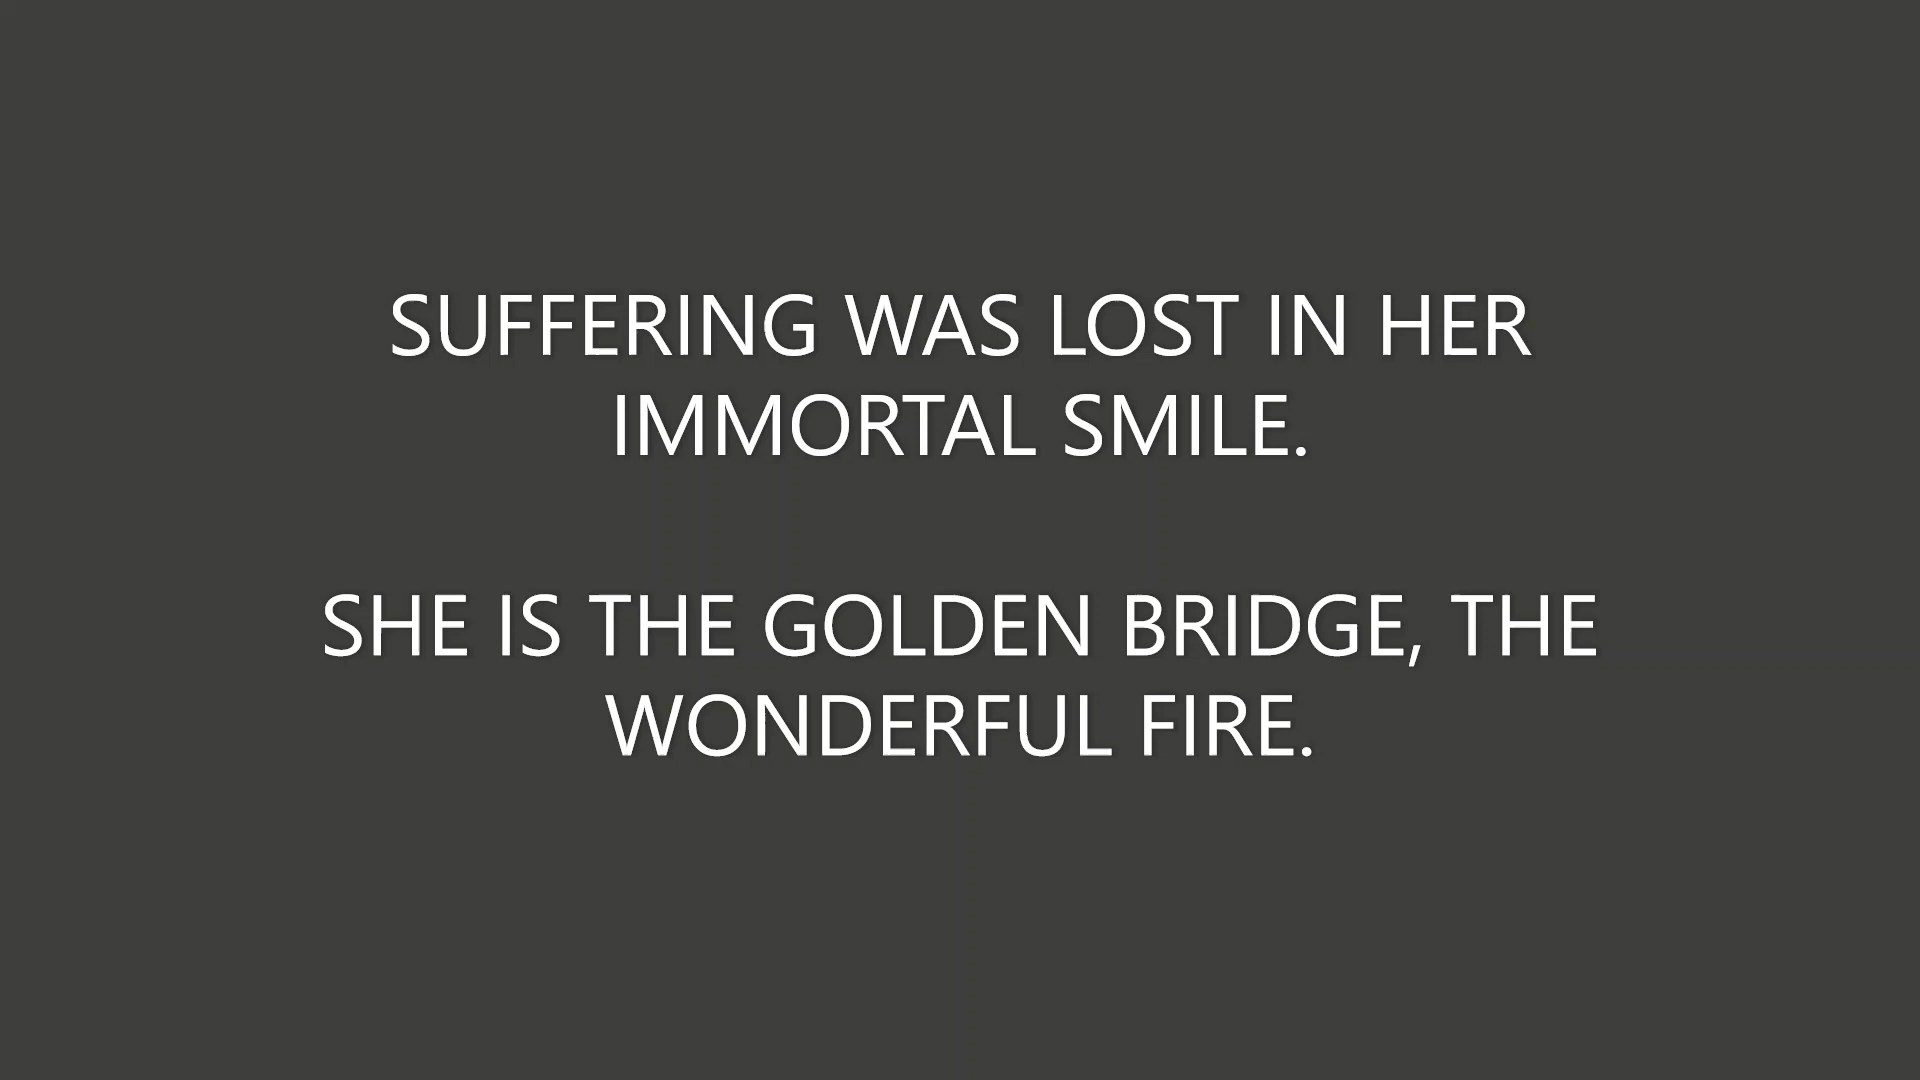 SUFFERING WAS LOST IN HER
IMMORTAL SMILE.
SHE IS THE GOLDEN BRIDGE, THE
WONDERFUL FIRE.